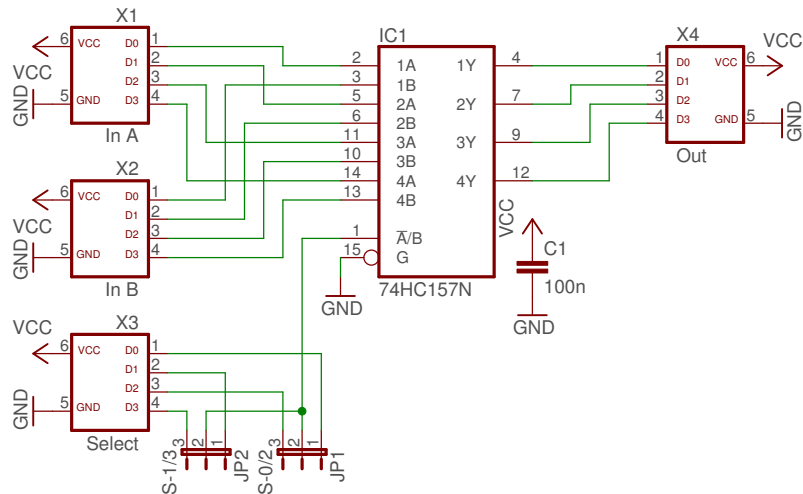 X1
6 VCC D0 1
D1 2
D2 3
5 GND D3 4
VCC
GND
In A
X2
6 VCC D0 1
D1 2
D2 3
5 GND D3 4
VCC
GND
In B
X3
VCC
6 VCC D0 1
D1 2
D2 3
5 GND D3 4
GND
Select
IC1
2 1A 1Y 4
3 1B
5 2A 2Y 7
6 2B
11 3A 3Y 9
10 3B
14 4A 4Y 12
13 4B
1 A̅/B
15 G
74HC157N
GND
X4
1 D0 VCC 6
2 D1
3 D2
4 D3 GND 5
VCC
GND
Out
VCC
C1
100n
GND
S-1/3
3 2 1
JP2
S-0/2
3 2 1
JP1